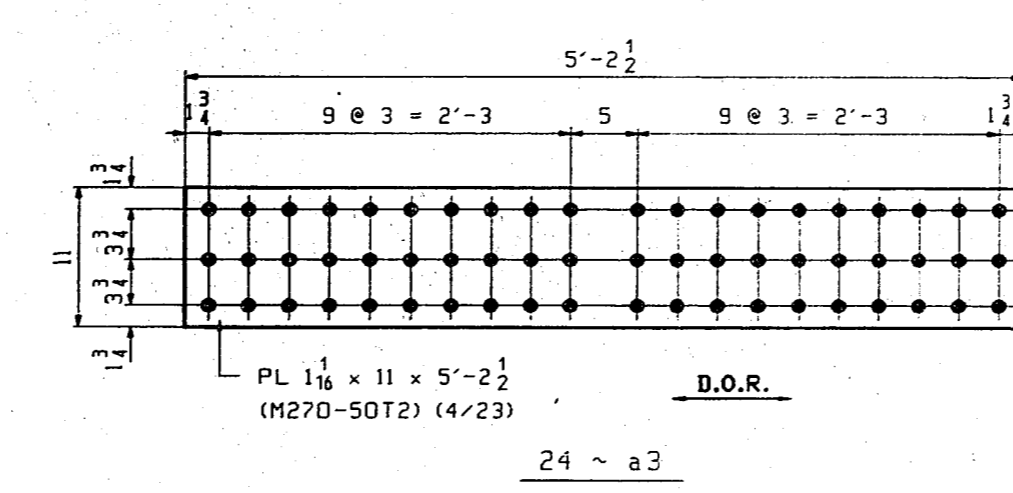 5′-2 1/2
1 3/4 9 @ 3 = 2′-3 5 9 @ 3 = 2′-3 1 3/4
1 3/4
3 3/4
11
3 3/4
1 3/4
PL 1 1/16 x 11 x 5′-2 1/2
(M270-50T2) (4/23)
D.O.R.
24 ~ a3